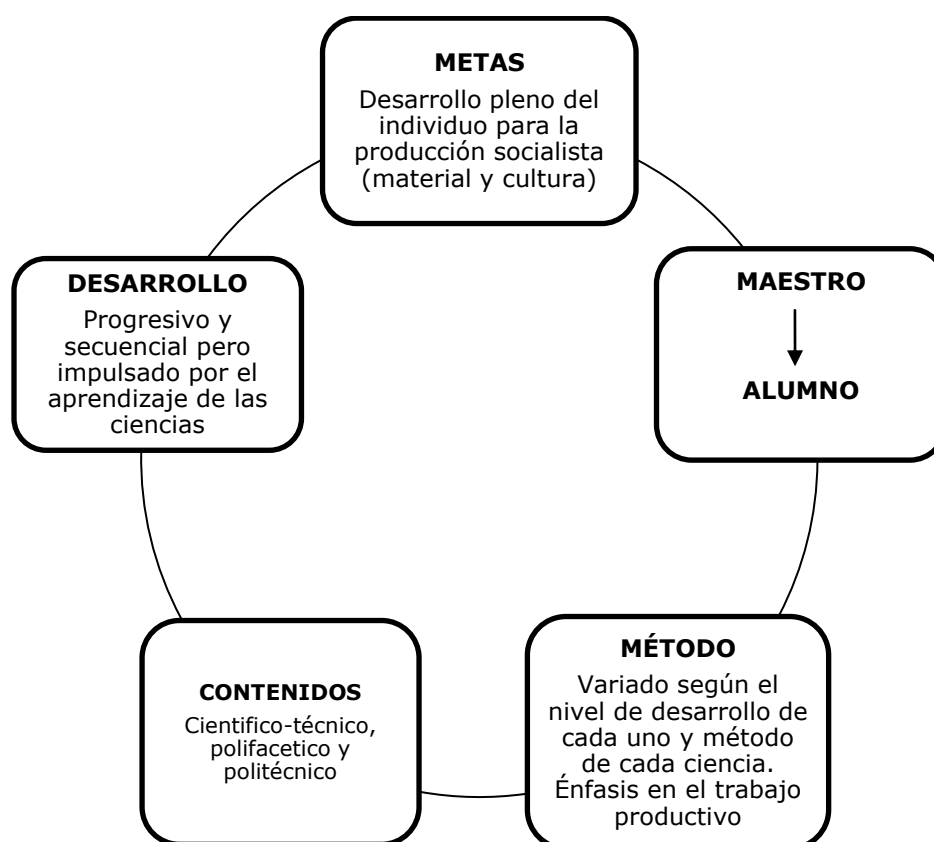 METAS
Desarrollo pleno del
individuo para la
producción socialista
(material y cultura)
MAESTRO
ALUMNO
MÉTODO
Variado según el
nivel de desarrollo de
cada uno y método
de cada ciencia.
Énfasis en el trabajo
productivo
CONTENIDOS
Cientifico-técnico,
polifacetico y
politécnico
DESARROLLO
Progresivo y
secuencial pero
impulsado por el
aprendizaje de las
ciencias